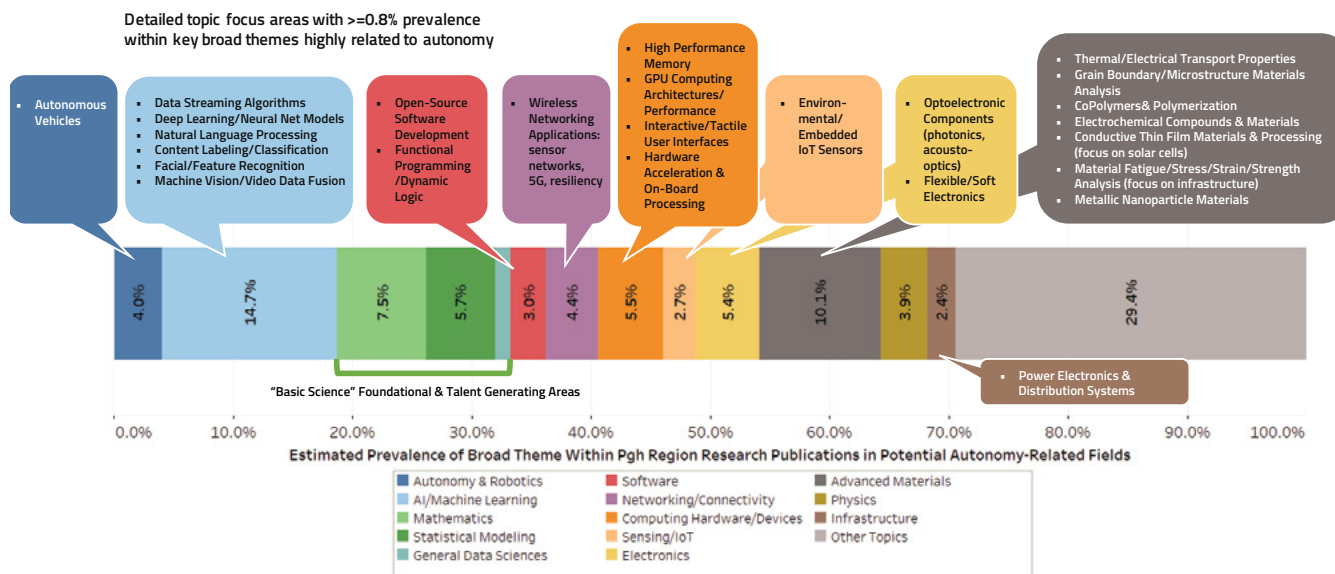 Detailed topic focus areas with >=0.8% prevalence
within key broad themes highly related to autonomy
▪ Autonomous
Vehicles
▪ Data Streaming Algorithms
▪ Deep Learning/Neural Net Models
▪ Natural Language Processing
▪ Content Labeling/Classification
▪ Facial/Feature Recognition
▪ Machine Vision/Video Data Fusion
▪ Open-Source
Software
Development
▪ Functional
Programming
/Dynamic
Logic
▪ Wireless
Networking
Applications:
sensor
networks,
5G, resiliency
▪ High Performance
Memory
▪ GPU Computing
Architectures/
Performance
▪ Interactive/Tactile
User Interfaces
▪ Hardware
Acceleration &
On-Board
Processing
▪ Environ-
mental/
Embedded
IoT Sensors
▪ Optoelectronic
Components
(photonics,
acousto-
optics)
▪ Flexible/Soft
Electronics
▪ Thermal/Electrical Transport Properties
▪ Grain Boundary/Microstructure Materials
Analysis
▪ CoPolymers& Polymerization
▪ Electrochemical Compounds & Materials
▪ Conductive Thin Film Materials & Processing
(focus on solar cells)
▪ Material Fatigue/Stress/Strain/Strength
Analysis (focus on infrastructure)
▪ Metallic Nanoparticle Materials
4.0%
14.7%
7.5%
5.7%
3.0%
4.4%
5.5%
2.7%
5.4%
10.1%
3.9%
2.4%
29.4%
"Basic Science" Foundational & Talent Generating Areas
▪ Power Electronics &
Distribution Systems
0.0% 10.0% 20.0% 30.0% 40.0% 50.0% 60.0% 70.0% 80.0% 90.0% 100.0%
Estimated Prevalence of Broad Theme Within Pgh Region Research Publications in Potential Autonomy-Related Fields
Autonomy & Robotics
AI/Machine Learning
Mathematics
Statistical Modeling
General Data Sciences
Software
Networking/Connectivity
Computing Hardware/Devices
Sensing/IoT
Electronics
Advanced Materials
Physics
Infrastructure
Other Topics